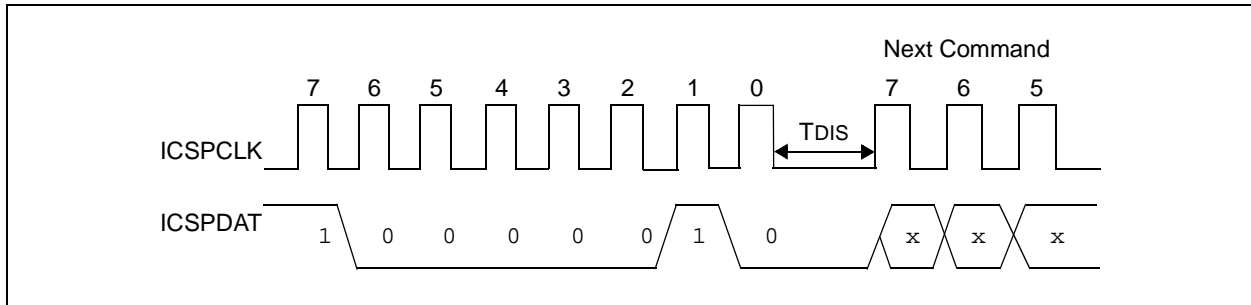 Next Command
7 6 5 4 3 2 1 0 7 6 5
TDIS
ICSPCLK
ICSPDAT
1 0 0 0 0 0 1 0 x x x